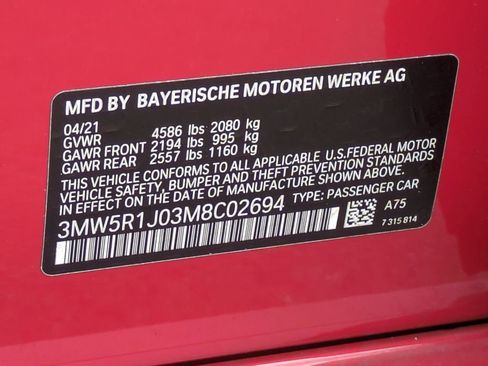 MFD BY BAYERISCHE MOTOREN WERKE AG
04/21
GVWR 4586 lbs 2080 kg
GAWR FRONT 2194 lbs 995 kg
GAWR REAR 2557 lbs 1160 kg
THIS VEHICLE CONFORMS TO ALL APPLICABLE U.S.FEDERAL MOTOR
VEHICLE SAFETY, BUMPER, AND THEFT PREVENTION STANDARDS
IN EFFECT ON THE DATE OF MANUFACTURE SHOWN ABOVE.
3MW5R1J03M8C02694 TYPE: PASSENGER CAR
A75
7 315 814